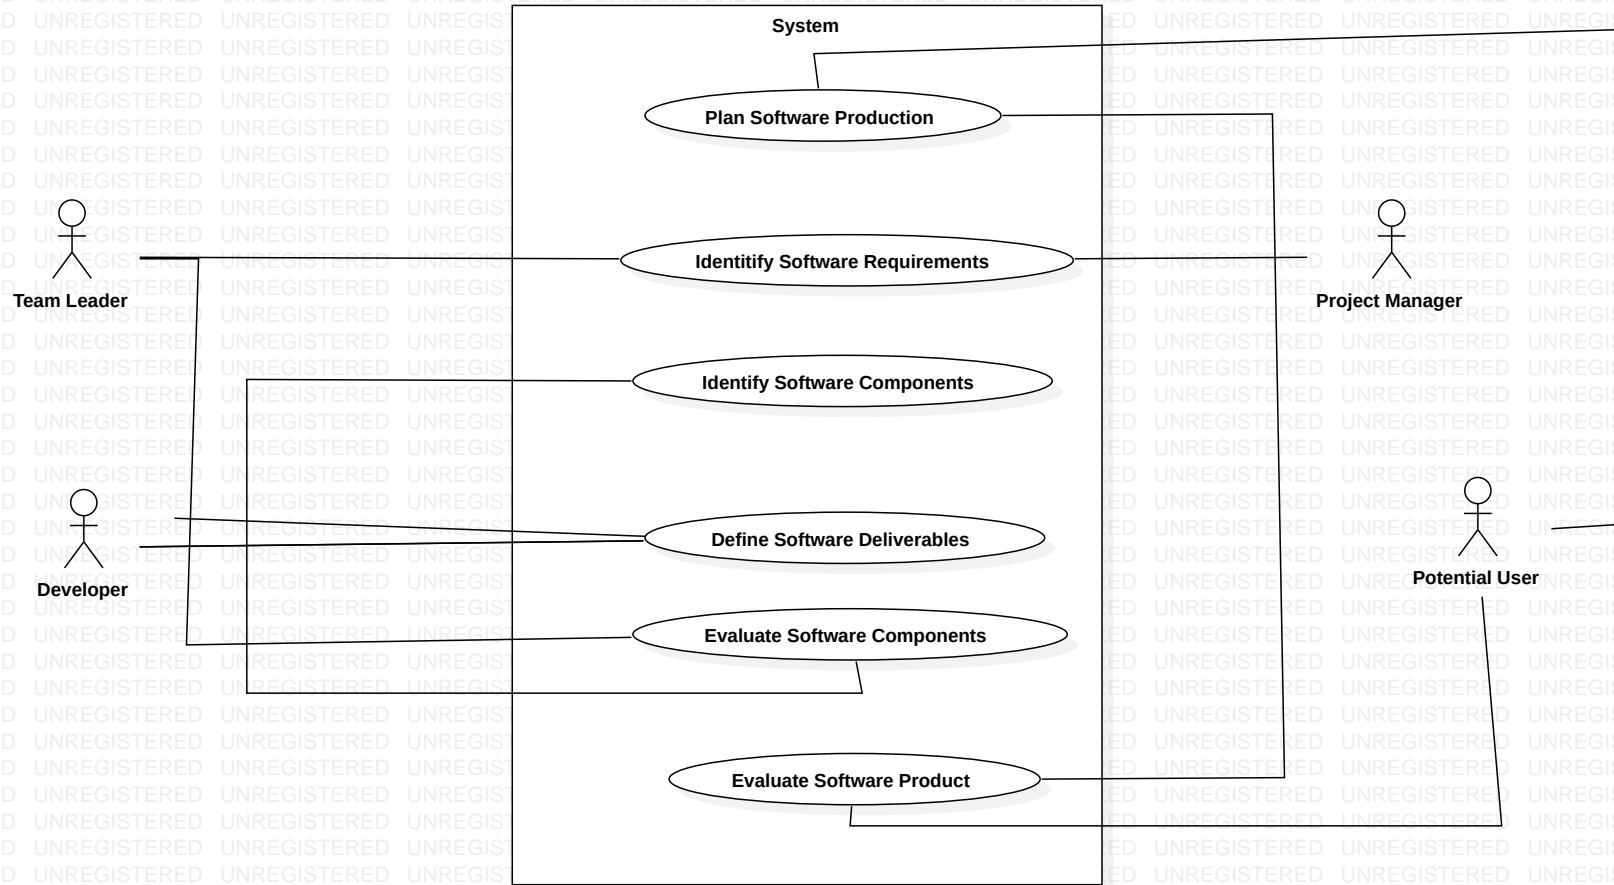 System
Plan Software Production
Identitify Software Requirements
Team Leader
Project Manager
Identify Software Components
Define Software Deliverables
Developer
Potential User
Evaluate Software Components
Evaluate Software Product
UNREGISTERED